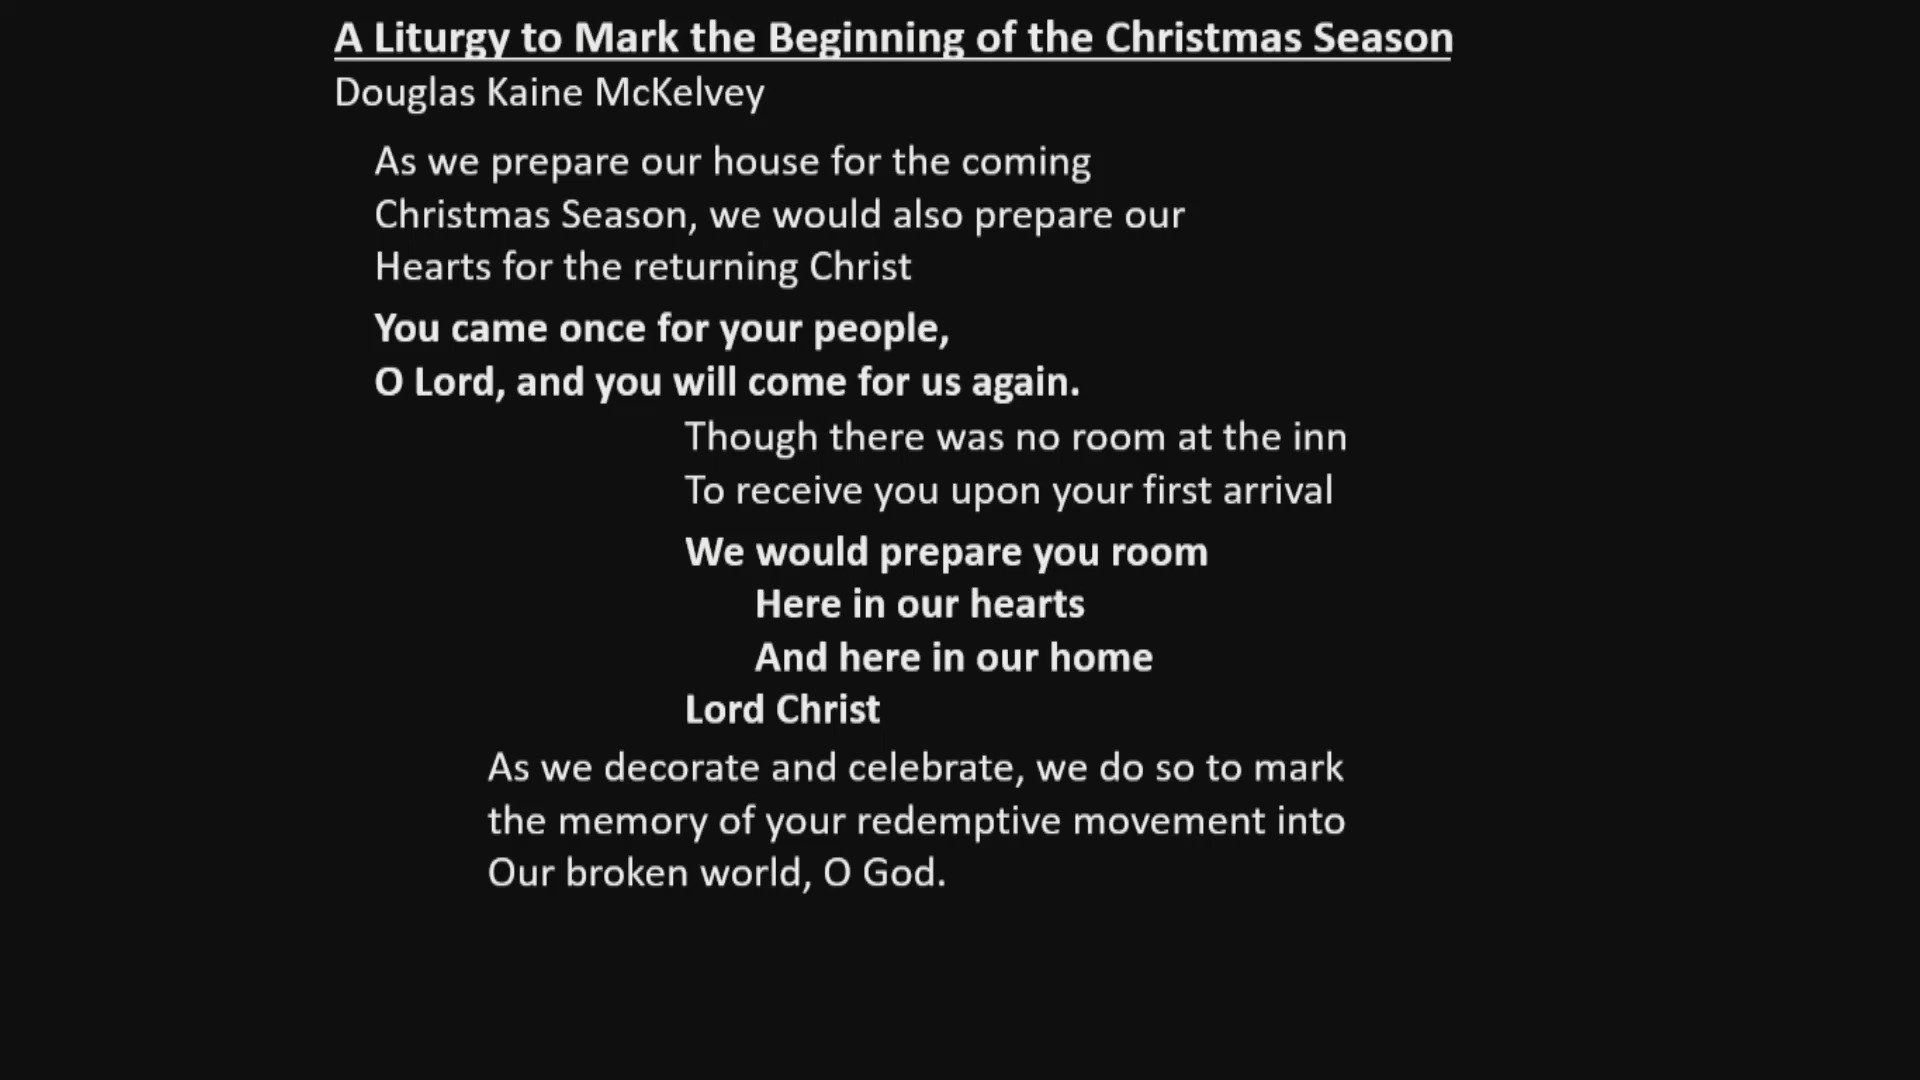 A Liturgy to Mark the Beginning of the Christmas Season
Douglas Kaine McKelvey
As we prepare our house for the coming
Christmas Season, we would also prepare our
Hearts for the returning Christ
You came once for your people,
O Lord, and you will come for us again.
Though there was no room at the inn
To receive you upon your first arrival
We would prepare you room
Here in our hearts
And here in our home
Lord Christ
As we decorate and celebrate, we do so to mark
the memory of your redemptive movement into
Our broken world, O God.